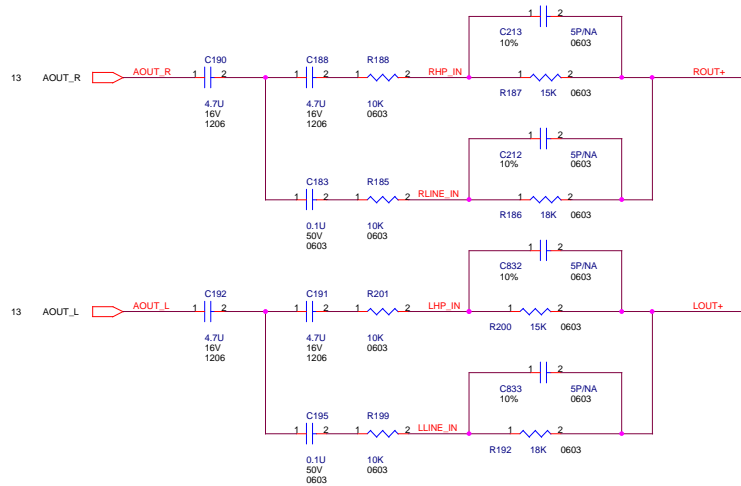 1
2
C213
5P/NA
10%
0603
C190
C188
R188
13
AOUT_R
AOUT_R
1
2
1
2
1
2
RHP_IN
1
2
ROUT+
4.7U
16V
1206
4.7U
16V
1206
10K
0603
R187
15K
0603
1
2
C212
5P/NA
10%
0603
C183
R185
1
2
1
2
RLINE_IN
1
2
0.1U
50V
0603
10K
0603
R186
18K
0603
1
2
C832
5P/NA
10%
0603
C192
C191
R201
13
AOUT_L
AOUT_L
1
2
1
2
1
2
LHP_IN
1
2
LOUT+
4.7U
16V
1206
4.7U
16V
1206
10K
0603
R200
15K
0603
1
2
C833
5P/NA
10%
0603
C195
R199
1
2
1
2
LLINE_IN
1
2
0.1U
50V
0603
10K
0603
R192
18K
0603